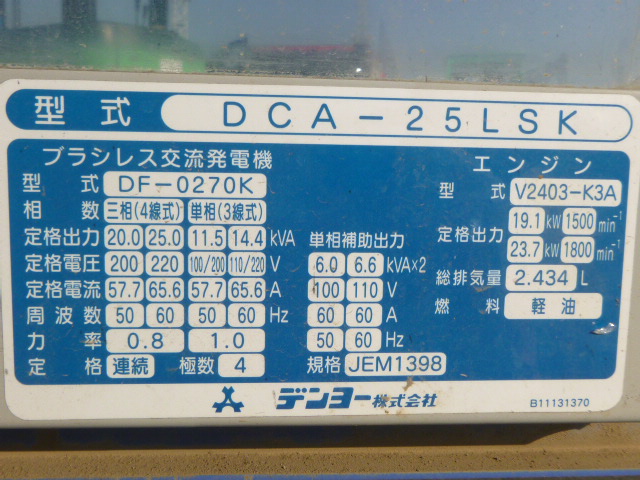 型式 DCA-25LSK
ブラシレス交流発電機
型式 DF-0270K
相数 三相(4線式) 単相(3線式)
定格出力 20.0 25.0 11.5 14.4 kVA
定格電圧 200 220 100/200 110/220 V
定格電流 57.7 65.6 57.7 65.6 A
周波数 50 60 50 60 Hz
力率 0.8 1.0
定格 連続 極数 4
単相補助出力
6.0 6.6 kVA×2
100 110 V
60 60 A
50 60 Hz
規格 JEM1398
エンジン
型式 V2403-K3A
定格出力 19.1 kW 1500 min⁻¹
23.7 kW 1800 min⁻¹
総排気量 2.434 L
燃料 軽油
デンヨー株式会社
B11131370